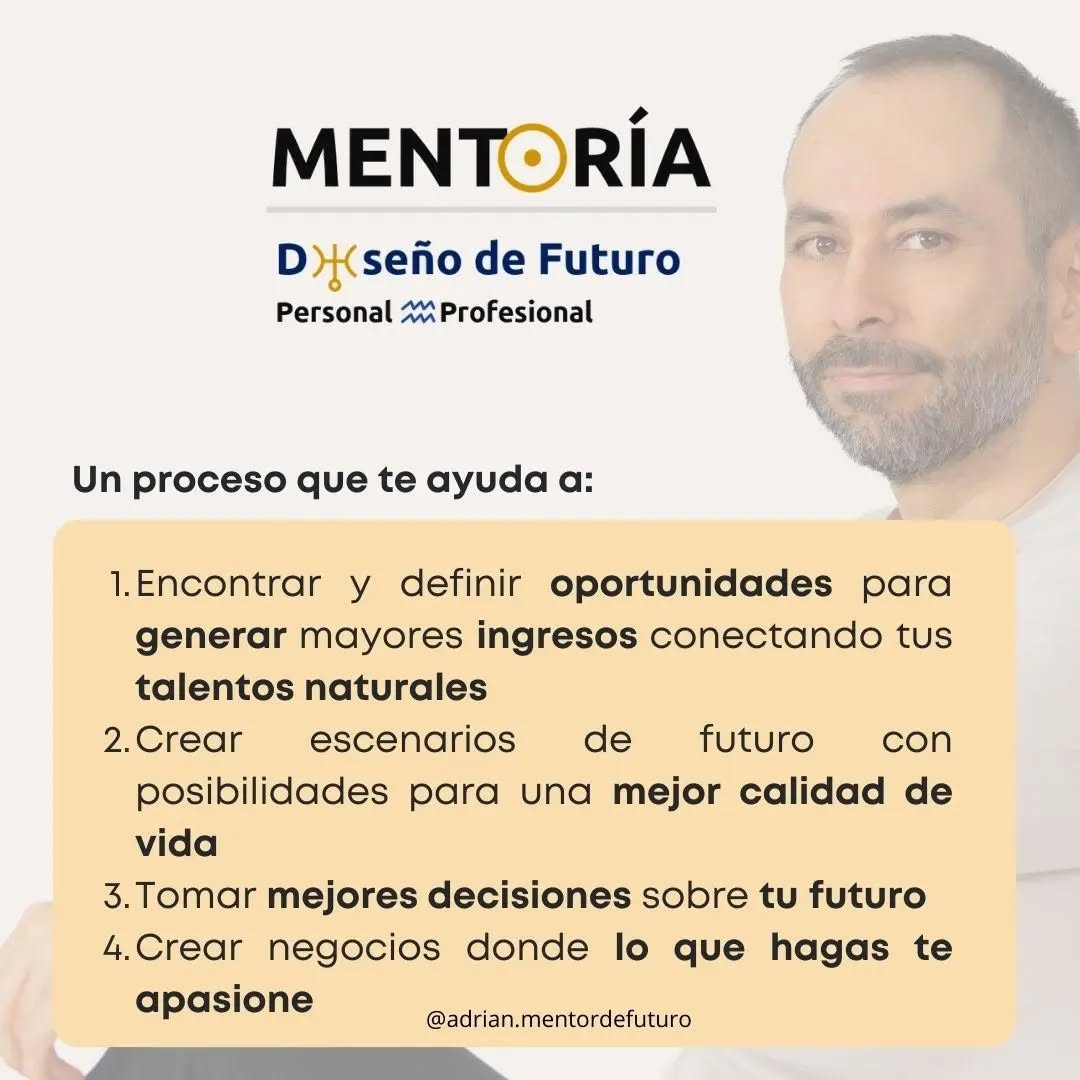 MENTORÍA
Diseño de Futuro
Personal ♒ Profesional
Un proceso que te ayuda a:
1. Encontrar y definir oportunidades para
generar mayores ingresos conectando tus
talentos naturales
2. Crear escenarios de futuro con
posibilidades para una mejor calidad de
vida
3. Tomar mejores decisiones sobre tu futuro
4. Crear negocios donde lo que hagas te
apasione
@adrian.mentordefuturo